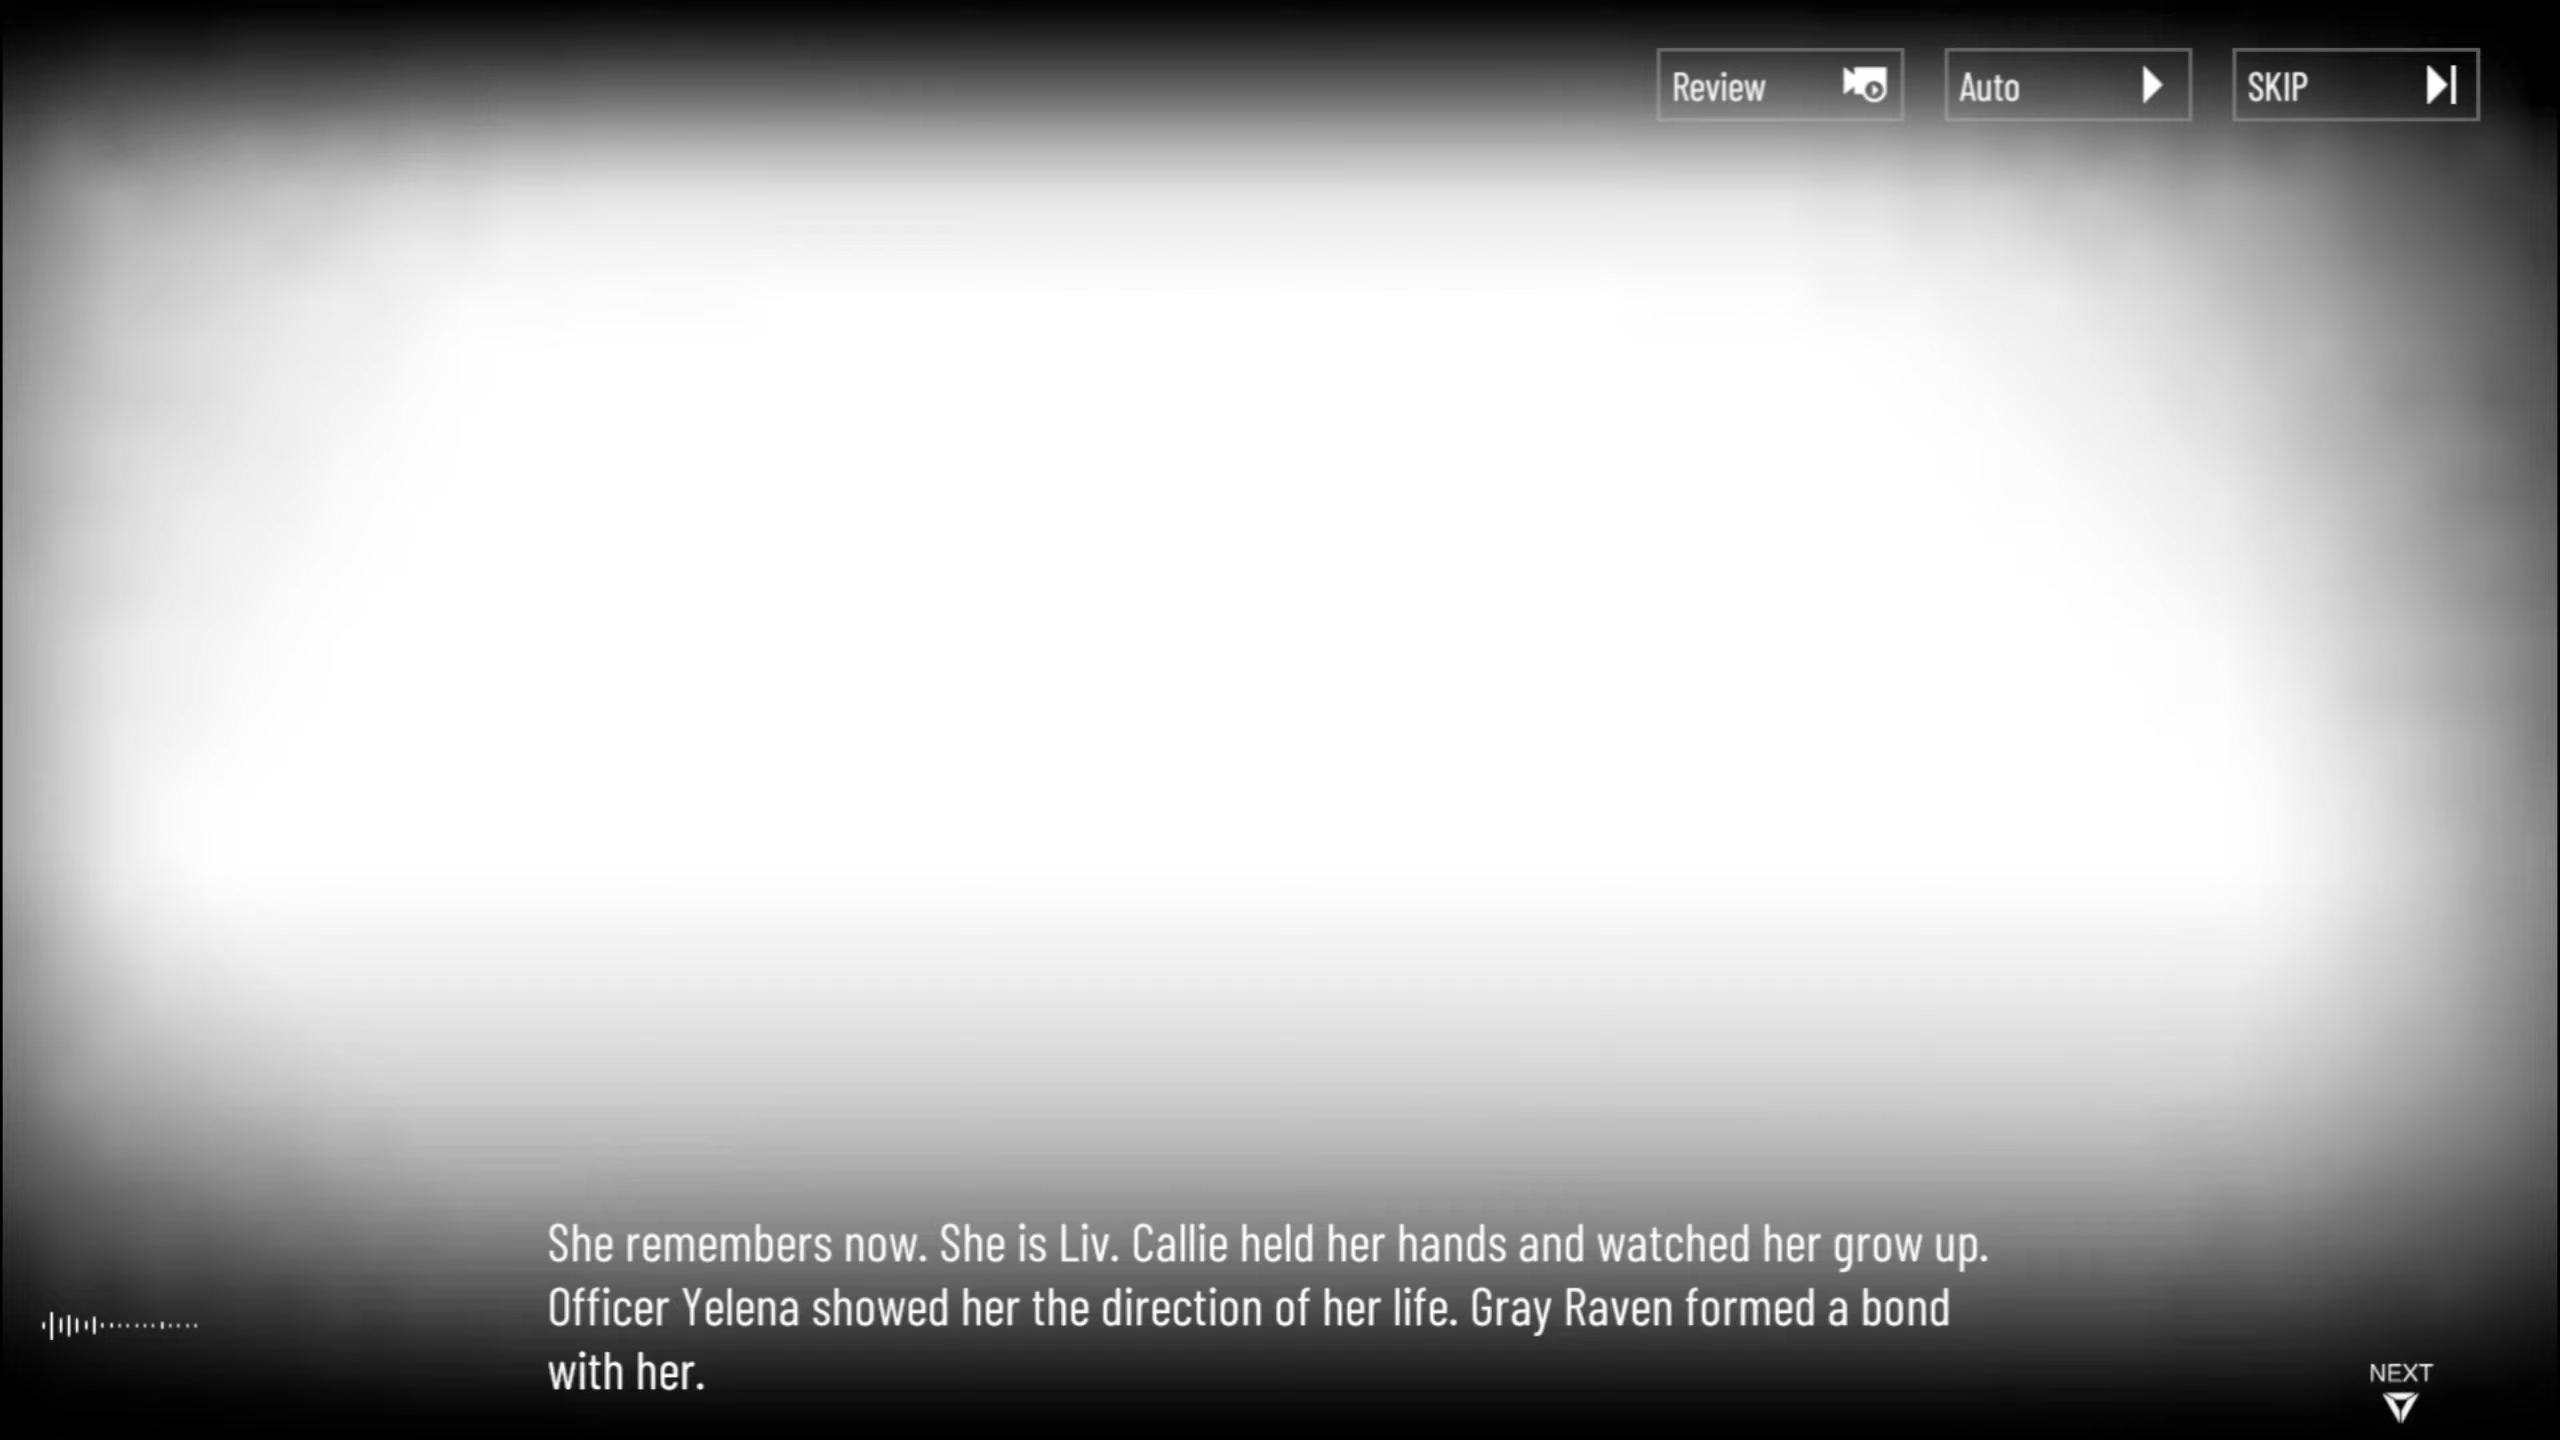 Review
Auto
SKIP
She remembers now. She is Liv. Callie held her hands and watched her grow up.
Officer Yelena showed her the direction of her life. Gray Raven formed a bond
with her.
NEXT